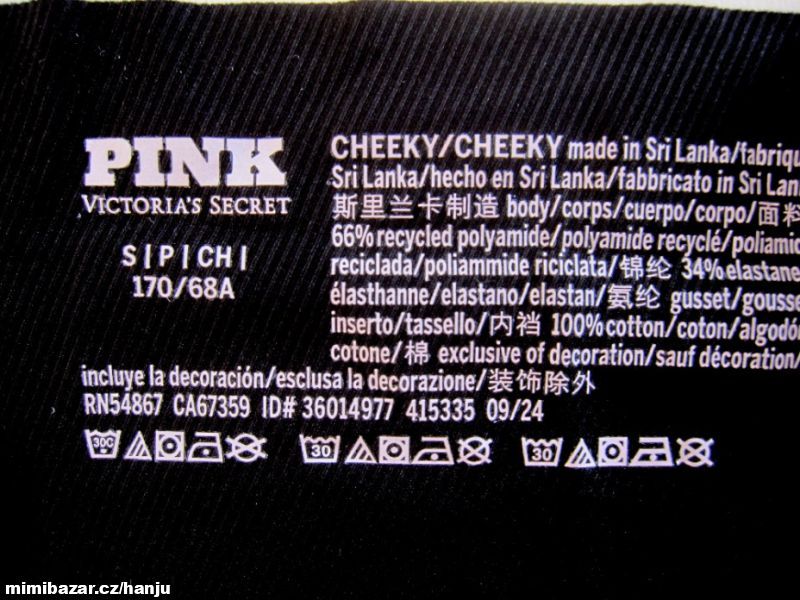 PINK
VICTORIA'S SECRET
S | P | CH |
170/68A
CHEEKY/CHEEKY made in Sri Lanka/fabriqu
Sri Lanka/hecho en Sri Lanka/fabbricato in Sri Lan
斯里兰卡制造 body/corps/cuerpo/corpo/面料
66% recycled polyamide/polyamide recyclé/poliamic
reciclada/poliammide riciclata/锦纶 34% elastane
élasthanne/elastano/elastan/氨纶 gusset/gousse
inserto/tassello/内裆 100% cotton/coton/algodó
cotone/棉 exclusive of decoration/sauf décoration/
incluye la decoración/esclusa la decorazione/装饰除外
RN54867 CA67359 ID# 36014977 415335 09/24
30C 30 30
mimibazar.cz/hanju